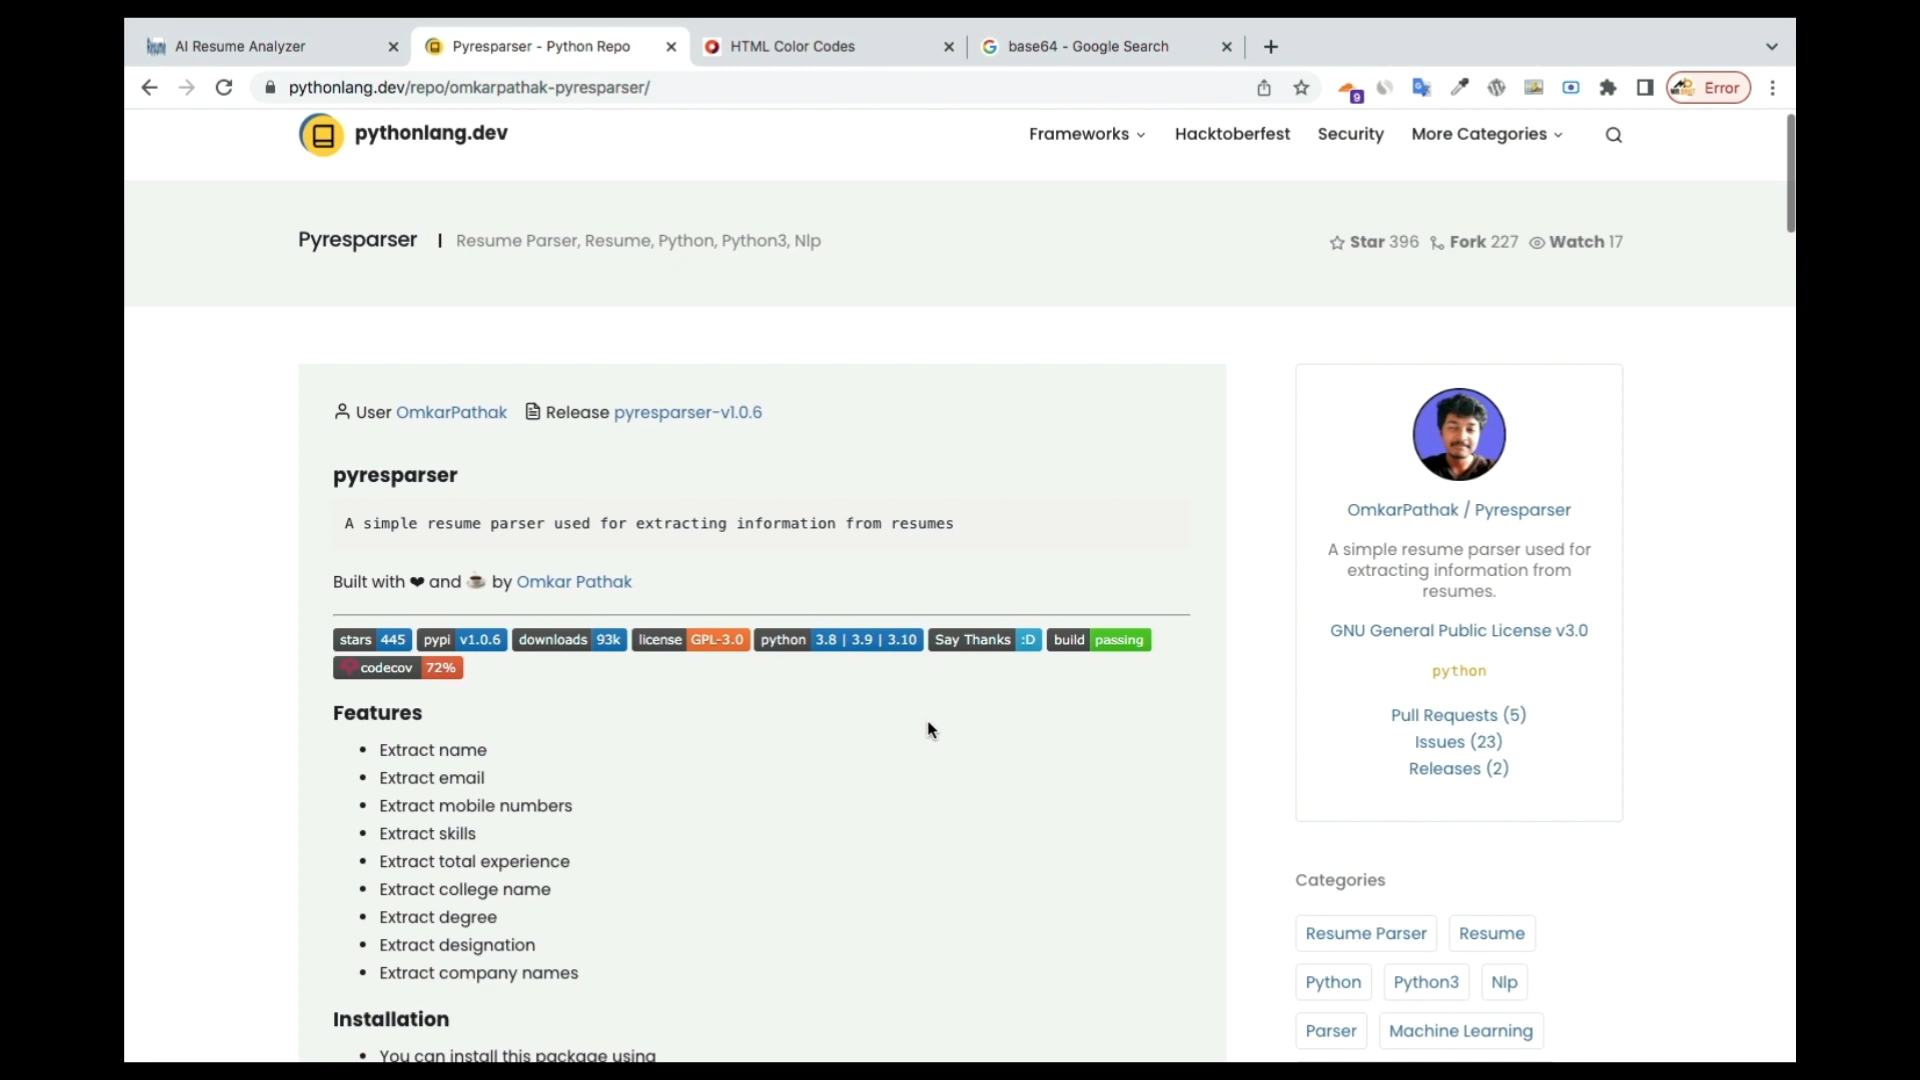 AI Resume Analyzer
Pyresparser - Python Repo
HTML Color Codes
base64 - Google Search
pythonlang.dev/repo/omkarpathak-pyresparser/
9
Error
pythonlang.dev
Frameworks
Hacktoberfest
Security
More Categories
Pyresparser | Resume Parser, Resume, Python, Python3, Nlp
Star 396 Fork 227 Watch 17
User OmkarPathak Release pyresparser-v1.0.6
pyresparser
A simple resume parser used for extracting information from resumes
Built with ❤ and ☕ by Omkar Pathak
stars 445 pypi v1.0.6 downloads 93k license GPL-3.0 python 3.8 | 3.9 | 3.10 Say Thanks :D build passing
codecov 72%
Features
• Extract name
• Extract email
• Extract mobile numbers
• Extract skills
• Extract total experience
• Extract college name
• Extract degree
• Extract designation
• Extract company names
Installation
• You can install this package using
OmkarPathak / Pyresparser
A simple resume parser used for
extracting information from
resumes.
GNU General Public License v3.0
python
Pull Requests (5)
Issues (23)
Releases (2)
Categories
Resume Parser Resume
Python Python3 Nlp
Parser Machine Learning